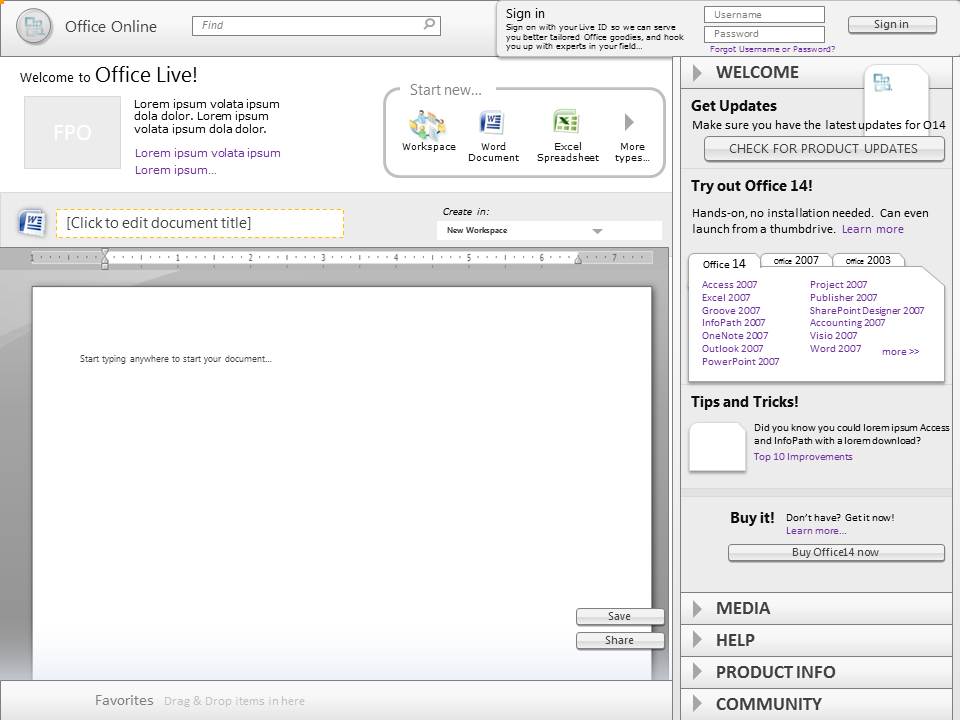 Office Online
Find
Sign in
Sign on with your Live ID so we can serve
you better tailored Office goodies, and hook
you up with experts in your field...
Username
Password
Forgot Username or Password?
Sign in
Welcome to Office Live!
FPO
Lorem ipsum volata ipsum
dola dolor. Lorem ipsum
volatim ipsum dola dolor.
Lorem ipsum volata ipsum
Lorem ipsum...
Start new...
Workspace
Word
Document
Excel
Spreadsheet
More
types...
[Click to edit document title]
Create in:
New Workspace
1 1 2 3 4 5 6 7
Start typing anywhere to start your document...
Save
Share
Favorites
Drag & Drop items in here
WELCOME
Get Updates
Make sure you have the latest updates for O14
CHECK FOR PRODUCT UPDATES
Try out Office 14!
Hands-on, no installation needed. Can even
launch from a thumbdrive. Learn more
Office 14
Office 2007
Office 2003
Access 2007
Excel 2007
Groove 2007
InfoPath 2007
OneNote 2007
Outlook 2007
PowerPoint 2007
Project 2007
Publisher 2007
SharePoint Designer 2007
Accounting 2007
Visio 2007
Word 2007
more >>
Tips and Tricks!
Did you know you could lorem ipsum Access
and InfoPath with a lorem download?
Top 10 Improvements
Buy it!
Don't have? Get it now!
Learn more...
Buy Office14 now
MEDIA
HELP
PRODUCT INFO
COMMUNITY